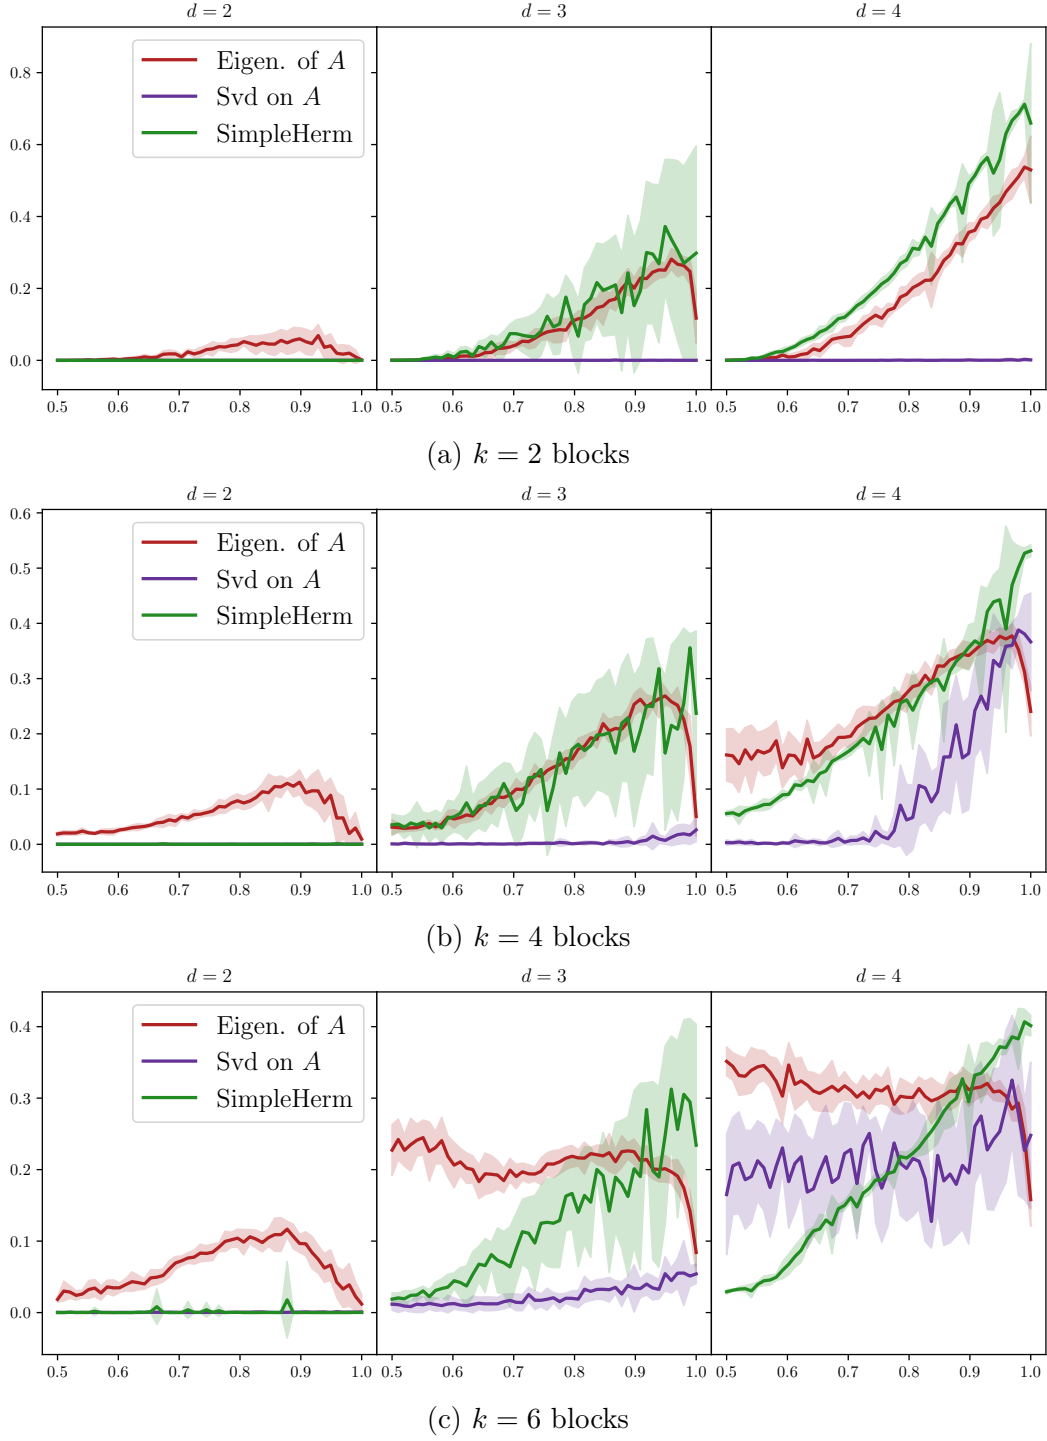 d = 2 d = 3 d = 4
Eigen. of A
Svd on A
SimpleHerm
0.8
0.6
0.4
0.2
0.0
0.5 0.6 0.7 0.8 0.9 1.0 0.5 0.6 0.7 0.8 0.9 1.0 0.5 0.6 0.7 0.8 0.9 1.0
(a) k = 2 blocks
d = 2 d = 3 d = 4
0.6
Eigen. of A
Svd on A
SimpleHerm
0.5
0.4
0.3
0.2
0.1
0.0
0.5 0.6 0.7 0.8 0.9 1.0 0.5 0.6 0.7 0.8 0.9 1.0 0.5 0.6 0.7 0.8 0.9 1.0
(b) k = 4 blocks
d = 2 d = 3 d = 4
Eigen. of A
Svd on A
SimpleHerm
0.4
0.3
0.2
0.1
0.0
0.5 0.6 0.7 0.8 0.9 1.0 0.5 0.6 0.7 0.8 0.9 1.0 0.5 0.6 0.7 0.8 0.9 1.0
(c) k = 6 blocks